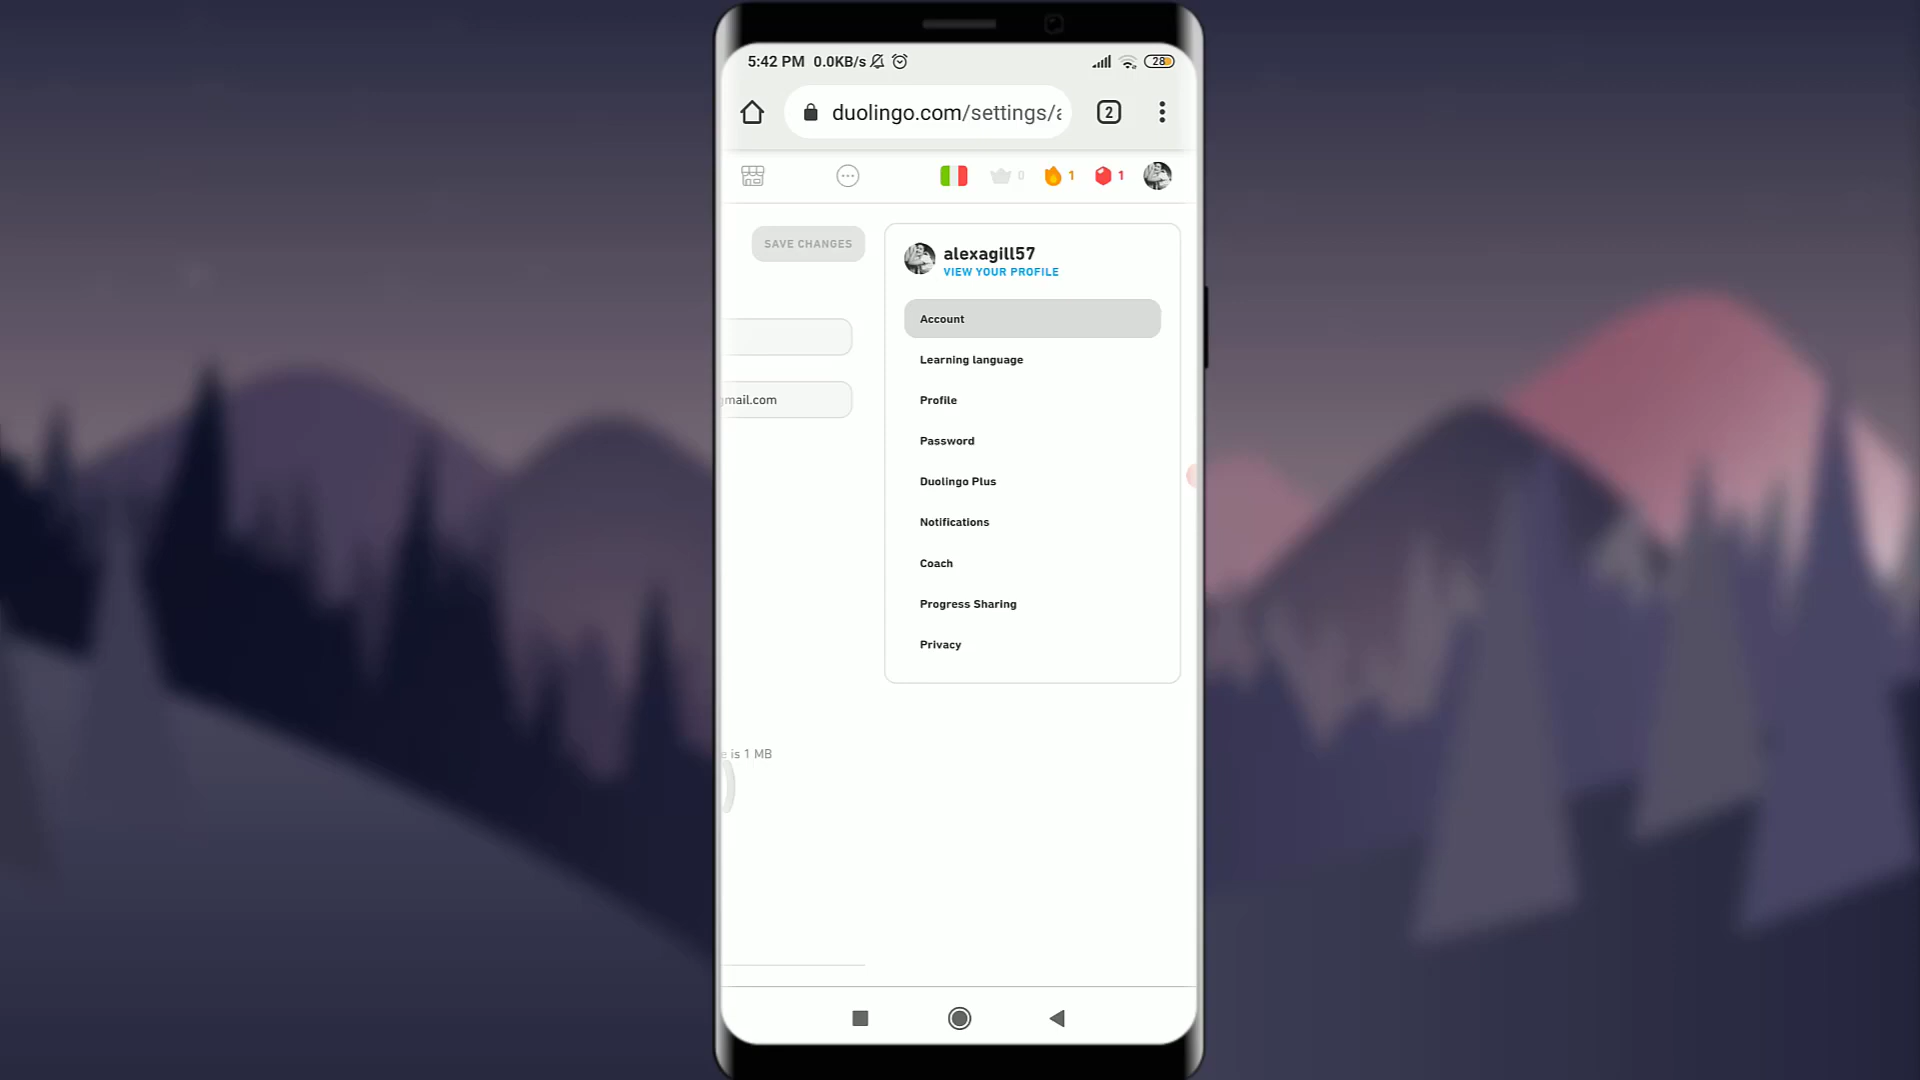 5:42 PM 0.0KB/s 28
duolingo.com/settings/a
2
0 1 1
SAVE CHANGES
alexagill57
VIEW YOUR PROFILE
Account
Learning language
gmail.com
Profile
Password
Duolingo Plus
Notifications
Coach
Progress Sharing
Privacy
e is 1 MB